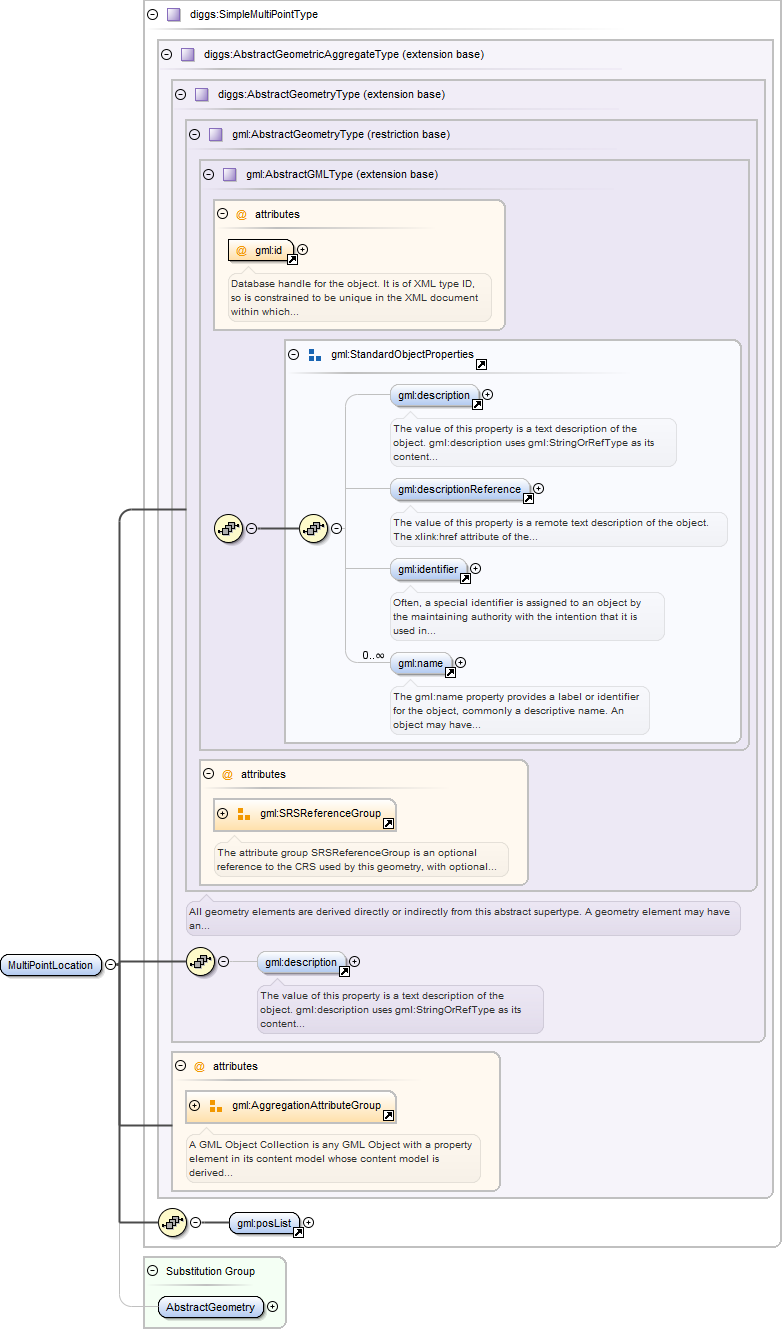 diggs:SimpleMultiPointType
diggs:AbstractGeometricAggregateType (extension base)
diggs:AbstractGeometryType (extension base)
gml:AbstractGeometryType (restriction base)
gml:AbstractGMLType (extension base)
@ attributes
@ gml:id
Database handle for the object. It is of XML type ID,
so is constrained to be unique in the XML document
within which...
gml:StandardObjectProperties
gml:description
The value of this property is a text description of the
object. gml:description uses gml:StringOrRefType as its
content...
gml:descriptionReference
The value of this property is a remote text description of the object.
The xlink:href attribute of the...
gml:identifier
Often, a special identifier is assigned to an object by
the maintaining authority with the intention that it is
used in...
0..∞
gml:name
The gml:name property provides a label or identifier
for the object, commonly a descriptive name. An
object may have...
@ attributes
gml:SRSReferenceGroup
The attribute group SRSReferenceGroup is an optional
reference to the CRS used by this geometry, with optional...
All geometry elements are derived directly or indirectly from this abstract supertype. A geometry element may have
an...
MultiPointLocation
gml:description
The value of this property is a text description of the
object. gml:description uses gml:StringOrRefType as its
content...
@ attributes
gml:AggregationAttributeGroup
A GML Object Collection is any GML Object with a property
element in its content model whose content model is
derived...
gml:posList
Substitution Group
AbstractGeometry